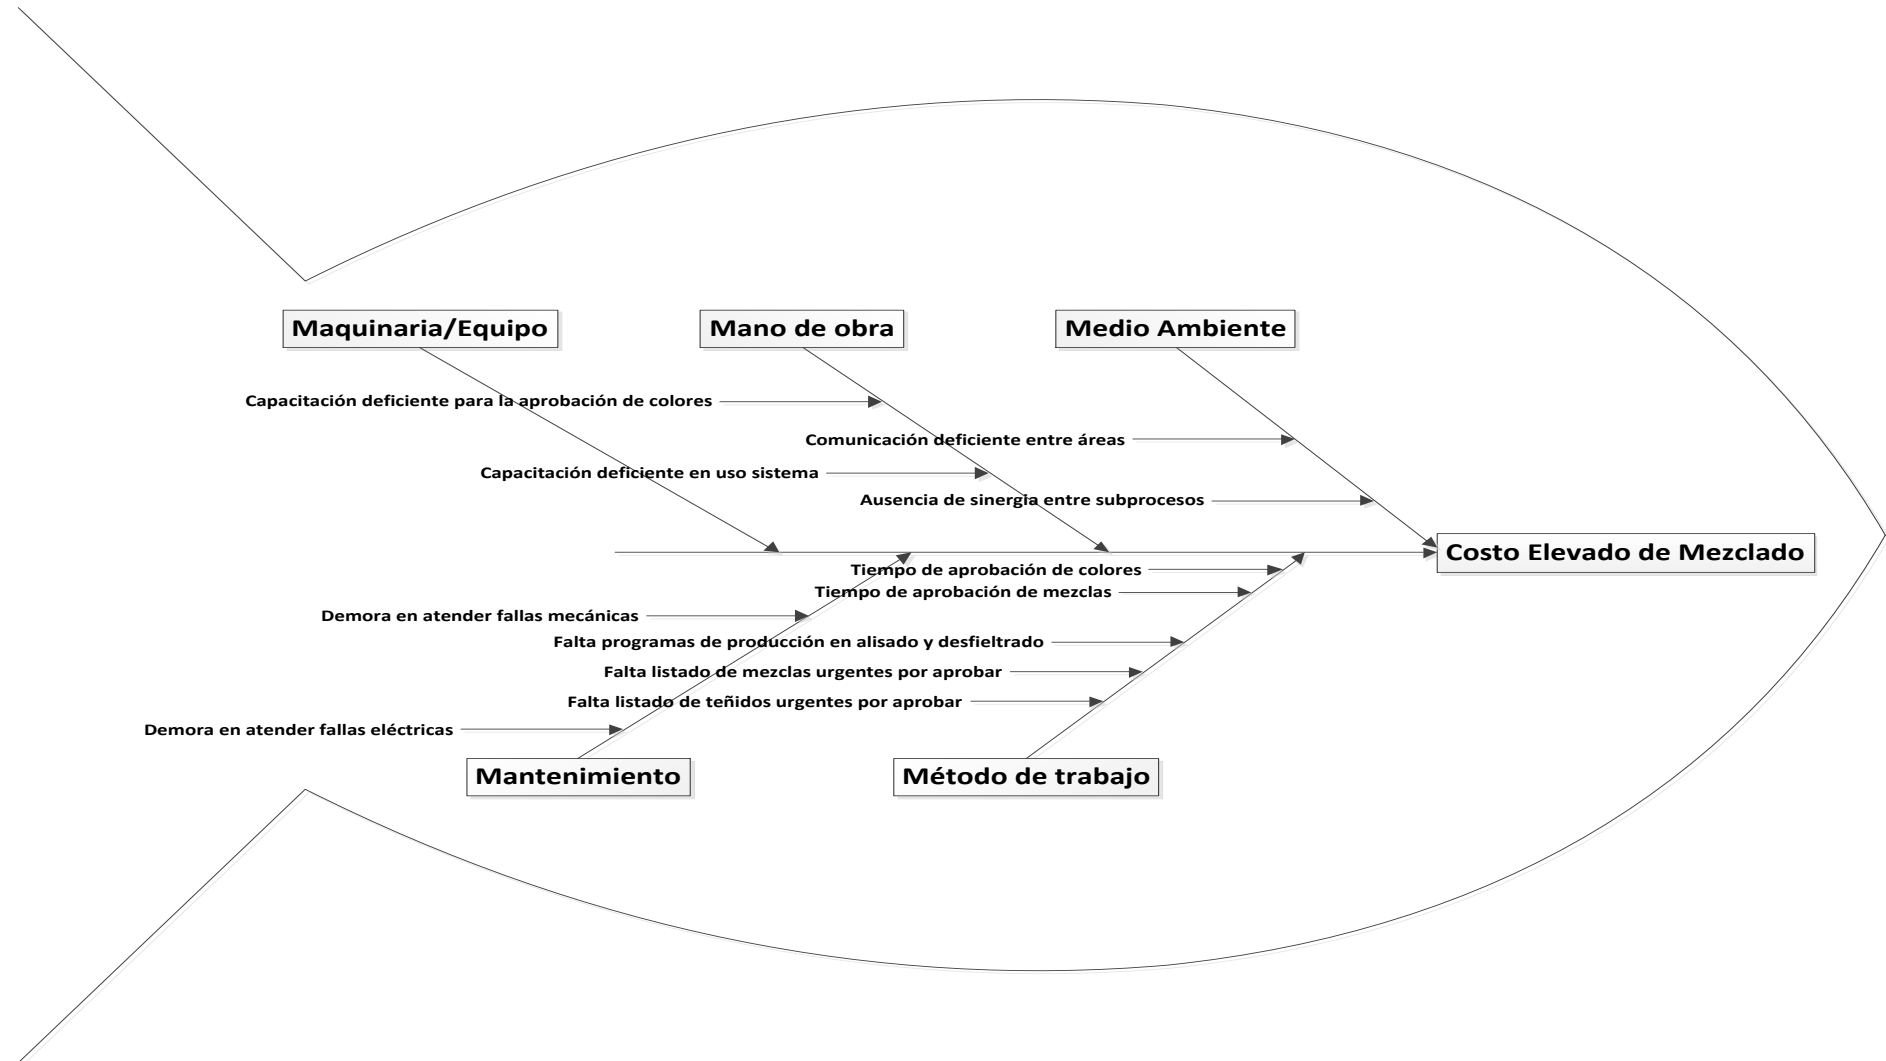 Maquinaria/Equipo
Mano de obra
Medio Ambiente
Capacitación deficiente para la aprobación de colores
Comunicación deficiente entre áreas
Capacitación deficiente en uso sistema
Ausencia de sinergia entre subprocesos
Costo Elevado de Mezclado
Tiempo de aprobación de colores
Tiempo de aprobación de mezclas
Demora en atender fallas mecánicas
Falta programas de producción en alisado y desfieltrado
Falta listado de mezclas urgentes por aprobar
Falta listado de teñidos urgentes por aprobar
Demora en atender fallas eléctricas
Mantenimiento
Método de trabajo